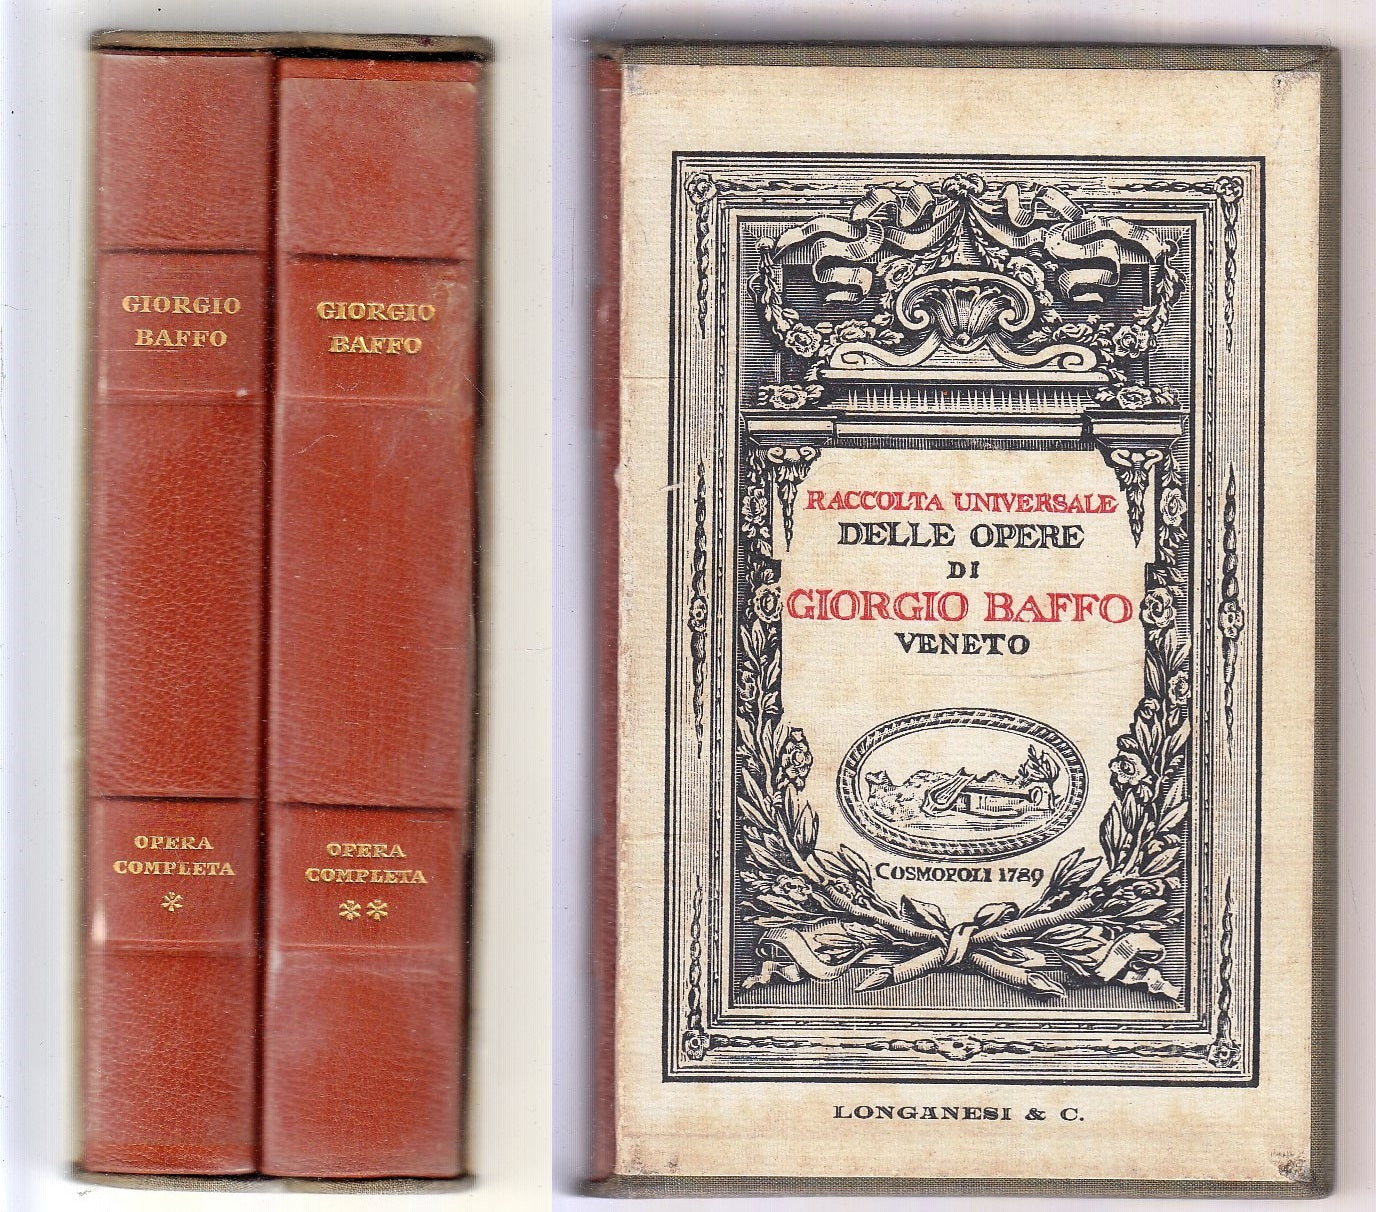 GIORGIO
BAFFO
OPERA
COMPLETA
*
GIORGIO
BAFFO
OPERA
COMPLETA
**
RACCOLTA UNIVERSALE
DELLE OPERE
DI
GIORGIO BAFFO
VENETO
COSMOPOLI 1789
LONGANESI & C.